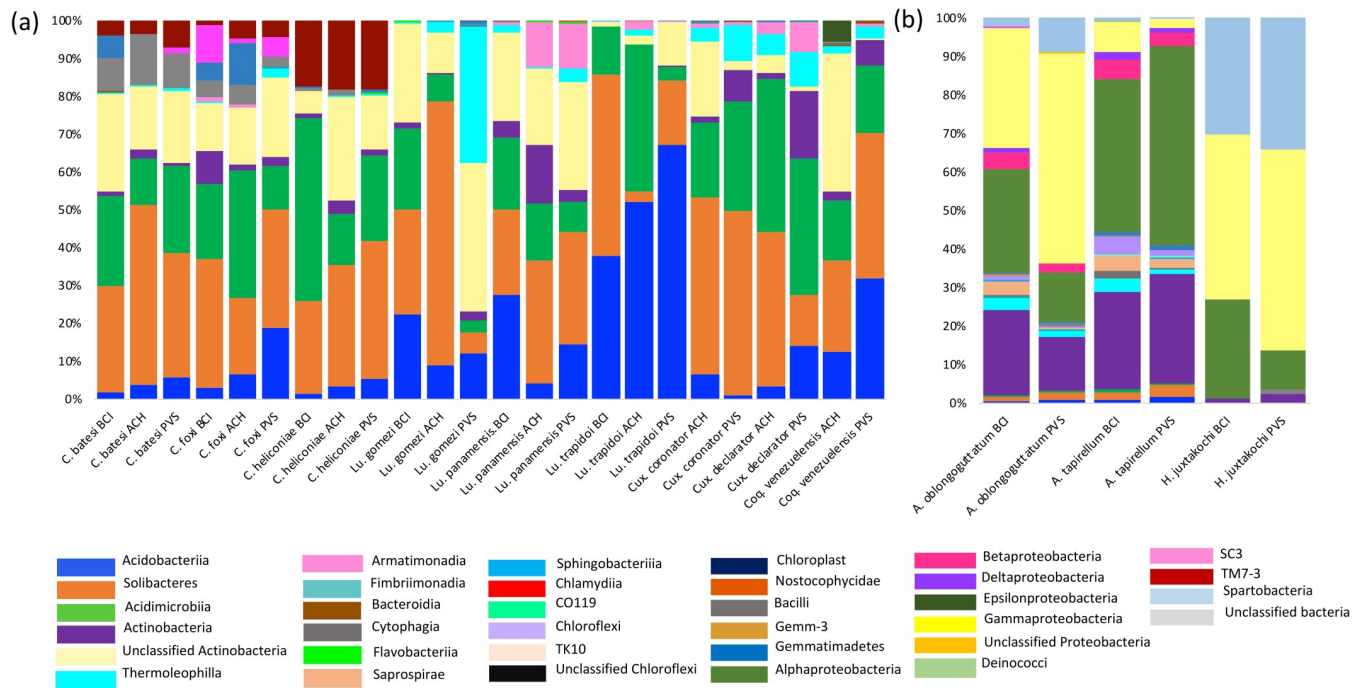 (a)
100%
90%
80%
70%
60%
50%
40%
30%
20%
10%
0%
C. batesi BCI
C. batesi ACH
C. batesi PVS
C. foxi BCI
C. foxi ACH
C. foxi PVS
C. heliconiae BCI
C. heliconiiae ACH
C. heliconiae PVS
Lu. gomezi BCI
Lu. gomezi ACH
Lu. gomezi PVS
Lu. panamensis. BCI
Lu. panamensis ACH
Lu. panamensis PVS
Lu. trapidoi BCI
Lu. trapidoi ACH
Lu. trapidoi PVS
Cux. coronator ACH
Cux. coronator PVS
Cux. declarator ACH
Cux. declarator PVS
Coq. venezuelensis ACH
Coq. venezuelensis PVS
(b)
100%
90%
80%
70%
60%
50%
40%
30%
20%
10%
0%
A. oblongogutt atum BCI
A. oblongogutt atum PVS
A. tapirellum BCI
A. tapirellum PVS
H. juxtakochi BCI
H. juxtakochi PVS
Acidobacteriia
Solibacteres
Acidimicrobiia
Actinobacteria
Unclassified Actinobacteria
Thermoleophilla
Armatimonadia
Fimbriimonadia
Bacteroidia
Cytophagia
Flavobacteriia
Saprospirae
Sphingobacteriiia
Chlamydiia
CO119
Chloroflexi
TK10
Unclassified Chloroflexi
Chloroplast
Nostocophycidae
Bacilli
Gemm-3
Gemmatimadetes
Alphaproteobacteria
Betaproteobacteria
Deltaproteobacteria
Epsilonproteobacteria
Gammaproteobacteria
Unclassified Proteobacteria
Deinococci
SC3
TM7-3
Spartobacteria
Unclassified bacteria